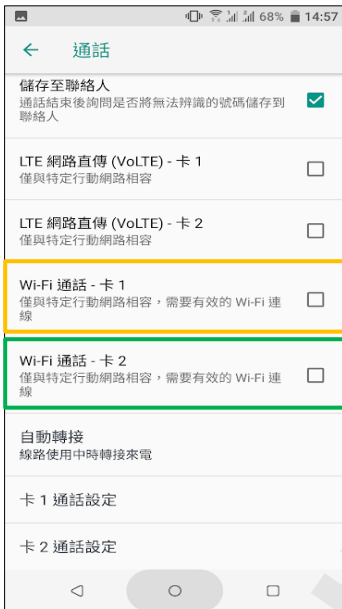 68% 14:57
通話
儲存至聯絡人
通話結束後詢問是否將無法辨識的號碼儲存到
聯絡人
LTE 網路直傳 (VoLTE) - 卡 1
僅與特定行動網路相容
LTE 網路直傳 (VoLTE) - 卡 2
僅與特定行動網路相容
Wi-Fi 通話 - 卡 1
僅與特定行動網路相容，需要有效的 Wi-Fi 連
線
Wi-Fi 通話 - 卡 2
僅與特定行動網路相容，需要有效的 Wi-Fi 連
線
自動轉接
線路使用中時轉接來電
卡 1 通話設定
卡 2 通話設定